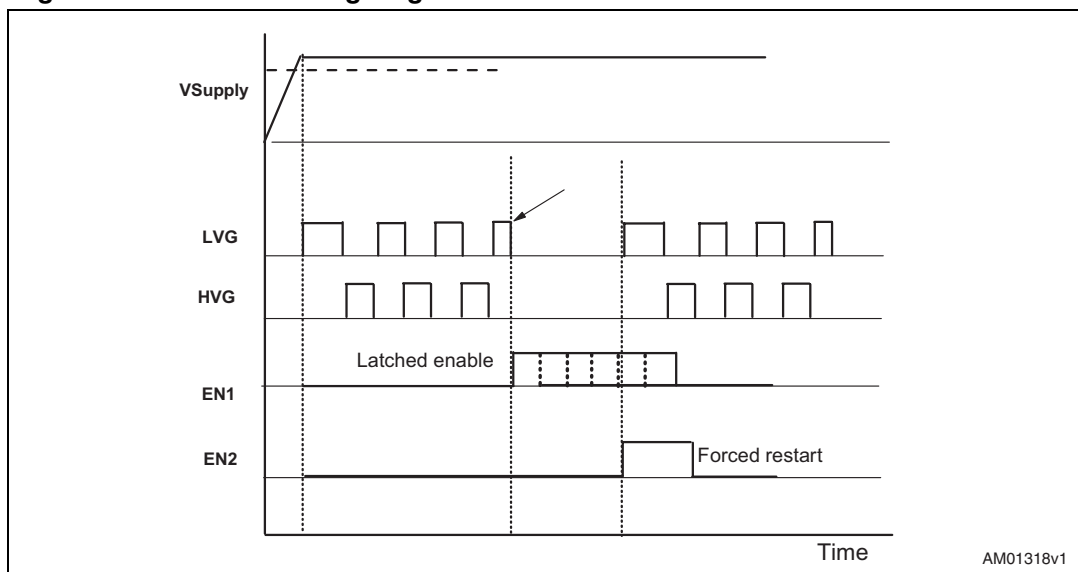 VSupply
LVG
HVG
Latched enable
EN1
EN2
Forced restart
Time
AM01318v1